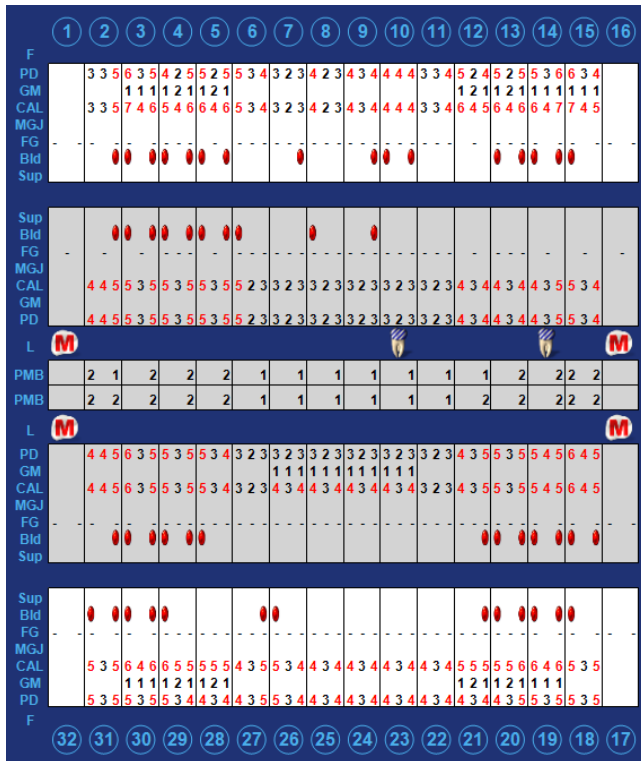 1 2 3 4 5 6 7 8 9 10 11 12 13 14 15 16
F
PD 3 3 5 6 3 5 4 2 5 5 2 5 5 3 4 3 2 3 4 2 3 4 3 4 4 4 4 3 3 4 5 2 4 5 2 5 5 3 6 6 3 4
GM 1 1 1 1 2 1 1 2 1 1 2 1 1 2 1 1 1 1 1 1 1
CAL 3 3 5 7 4 6 5 4 6 6 4 6 5 3 4 3 2 3 4 2 3 4 3 4 4 4 4 3 3 4 6 4 5 6 4 6 6 4 7 7 4 5
MGJ
FG
Bld
Sup
Sup
Bld
FG
MGJ
CAL 4 4 5 5 3 5 5 3 5 5 3 5 5 2 3 3 2 3 3 2 3 3 2 3 3 2 3 3 2 3 4 3 4 4 3 4 4 3 5 5 3 4
GM
PD 4 4 5 5 3 5 5 3 5 5 3 5 5 2 3 3 2 3 3 2 3 3 2 3 3 2 3 3 2 3 4 3 4 4 3 4 4 3 5 5 3 4
L M M
PMB 2 1 2 2 2 1 1 1 1 1 1 1 2 2 2 2
PMB 2 2 2 2 2 1 1 1 1 1 1 2 2 2 2 2
L M M
PD 4 4 5 6 3 5 5 3 5 5 3 4 3 2 3 3 2 3 3 2 3 3 2 3 3 2 3 3 2 3 4 3 5 5 3 5 5 4 5 6 4 5
GM 1 1 1 1 1 1 1 1 1 1 1 1
CAL 4 4 5 6 3 5 5 3 5 5 3 4 3 2 3 4 3 4 4 3 4 4 3 4 4 3 4 3 2 3 4 3 5 5 3 5 5 4 5 6 4 5
MGJ
FG
Bld
Sup
Sup
Bld
FG
MGJ
CAL 5 3 5 6 4 6 6 5 5 5 5 5 4 3 5 5 3 4 4 3 4 4 3 4 4 3 4 4 3 4 5 5 5 5 5 6 6 4 6 5 3 5
GM 1 1 1 1 2 1 1 2 1 1 2 1 1 2 1 1 1 1
PD 5 3 5 5 3 5 5 3 4 4 3 4 4 3 5 5 3 4 4 3 4 4 3 4 4 3 4 4 3 4 4 3 4 4 3 5 5 3 5 5 3 5
F
32 31 30 29 28 27 26 25 24 23 22 21 20 19 18 17